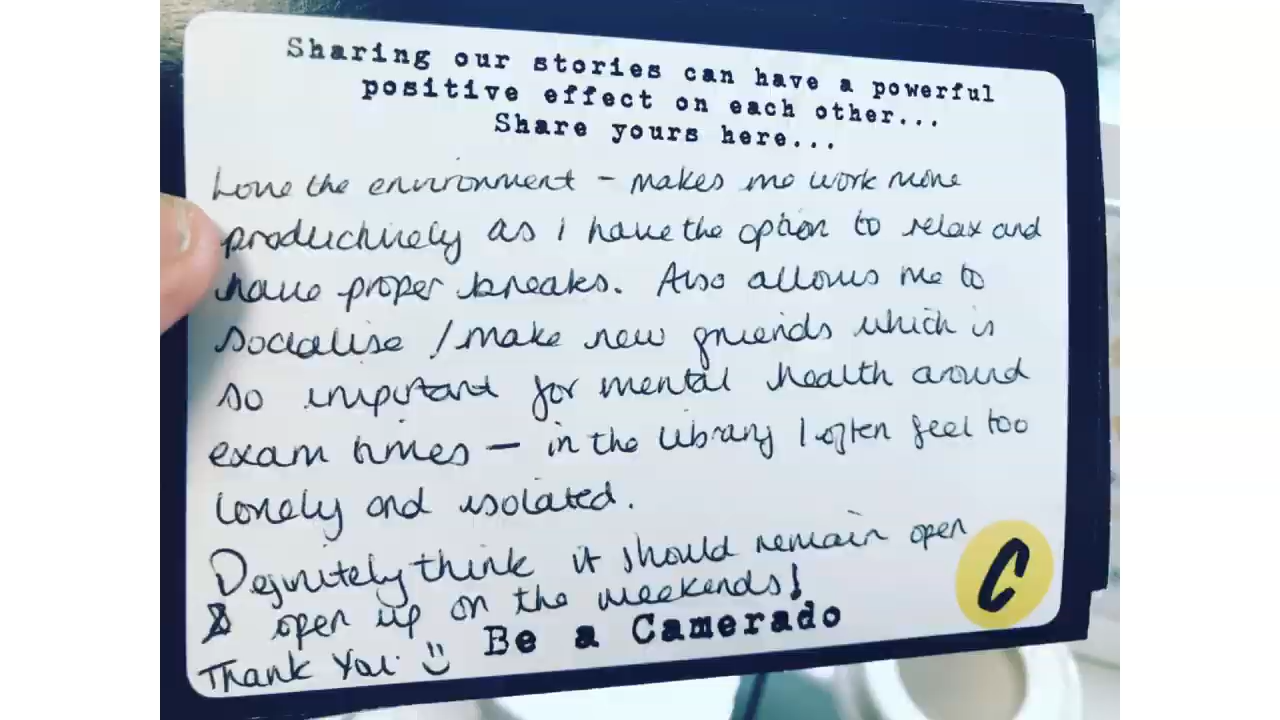 Sharing our stories can have a powerful
positive effect on each other...
Share yours here...
Love the environment – makes me work more
productively as I have the option to relax and
have proper breaks. Also allows me to
socialise / make new friends which is
so important for mental health around
exam times – in the library I often feel too
lonely and isolated.
Definitely think it should remain open
& open up on the weekends!
Thank You :)
Be a Camerado
C